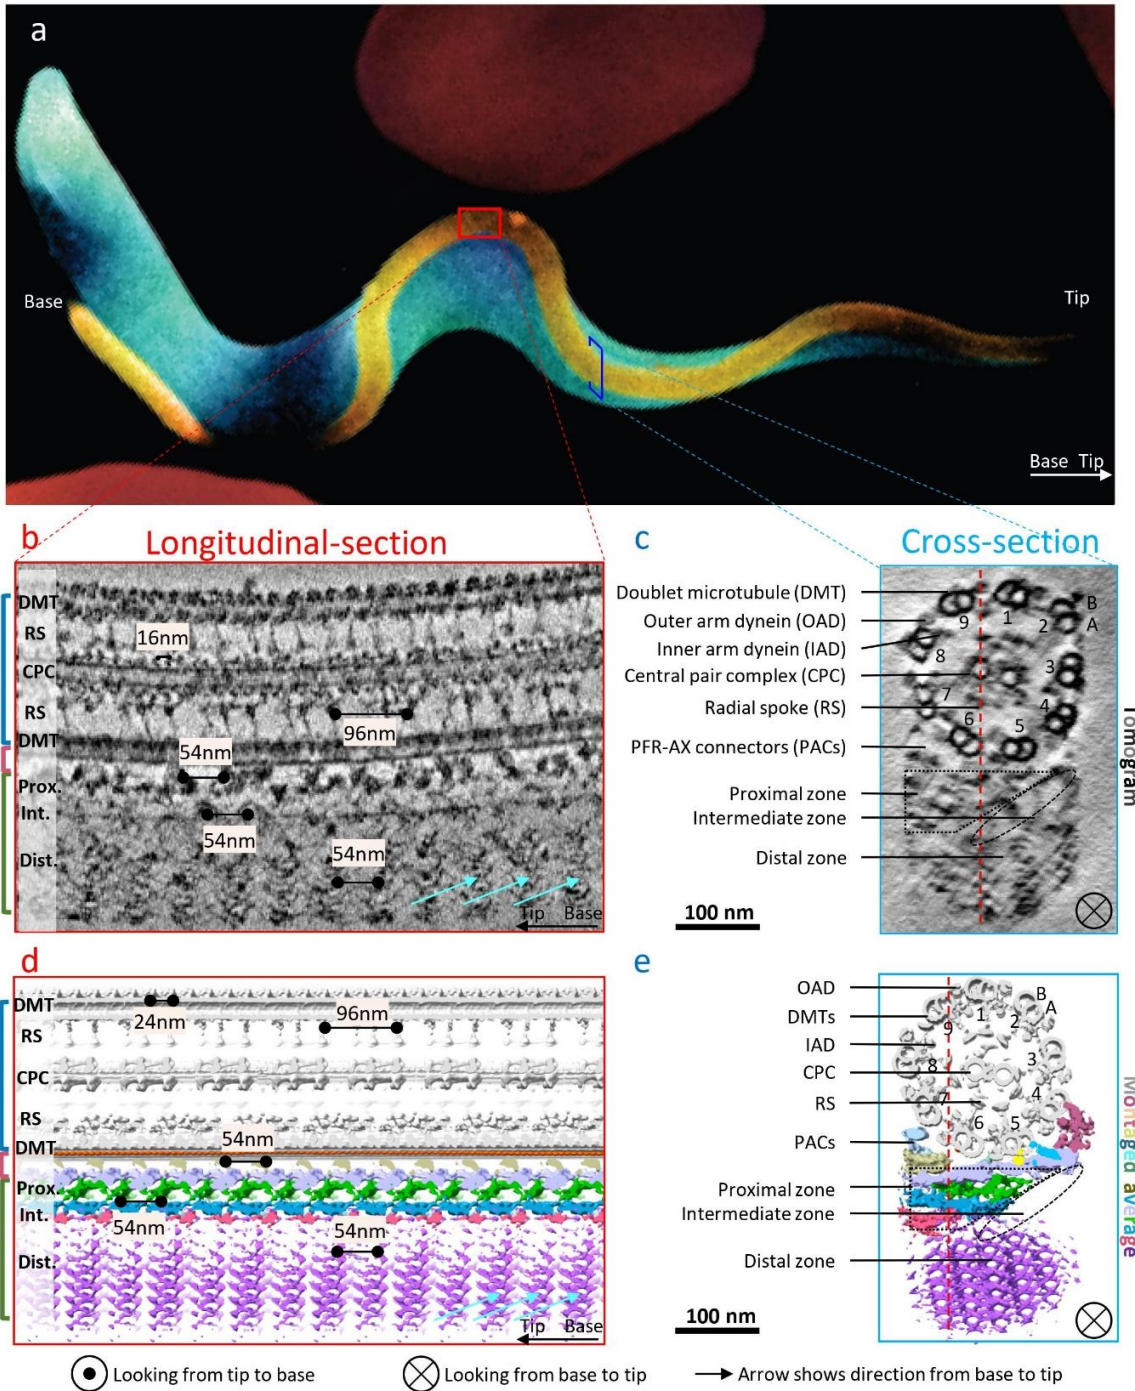 a
Base
Tip
Base Tip
b
Longitudinal-section
DMT
RS
16nm
CPC
RS
96nm
DMT
54nm
Prox.
Int.
54nm
54nm
Dist.
Tip Base
c
Cross-section
Doublet microtubule (DMT)
Outer arm dynein (OAD)
Inner arm dynein (IAD)
Central pair complex (CPC)
Radial spoke (RS)
PFR-AX connectors (PACs)
Proximal zone
Intermediate zone
Distal zone
100 nm
B
A
1
2
3
4
5
6
7
8
9
Tomogram
d
DMT
24nm
96nm
RS
CPC
RS
DMT
54nm
Prox.
Int.
54nm
54nm
Dist.
Tip Base
e
OAD
DMTs
IAD
CPC
RS
PACs
Proximal zone
Intermediate zone
Distal zone
100 nm
B
A
1
2
3
4
5
6
7
8
9
Montaged average
Looking from tip to base
Looking from base to tip
Arrow shows direction from base to tip